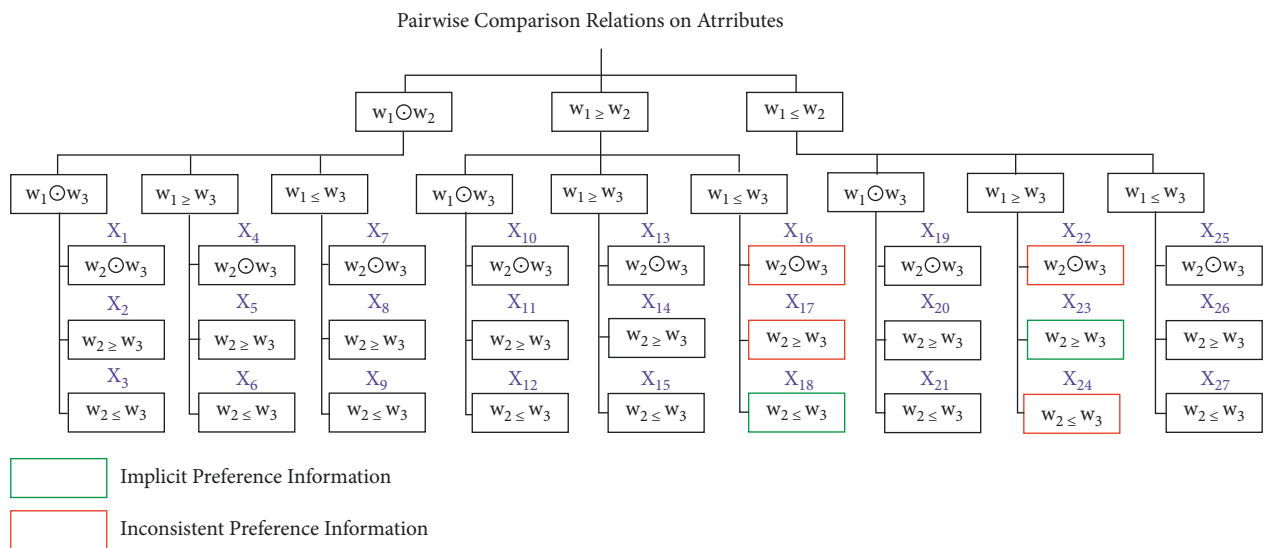 Pairwise Comparison Relations on Atrributes
w₁⊙w₂ w₁ ≥ w₂ w₁ ≤ w₂
w₁⊙w₃ w₁ ≥ w₃ w₁ ≤ w₃ w₁⊙w₃ w₁ ≥ w₃ w₁ ≤ w₃ w₁⊙w₃ w₁ ≥ w₃ w₁ ≤ w₃
X₁ X₄ X₇ X₁₀ X₁₃ X₁₆ X₁₉ X₂₂ X₂₅
w₂⊙w₃ w₂⊙w₃ w₂⊙w₃ w₂⊙w₃ w₂⊙w₃ w₂⊙w₃ w₂⊙w₃ w₂⊙w₃ w₂⊙w₃
X₂ X₅ X₈ X₁₁ X₁₄ X₁₇ X₂₀ X₂₃ X₂₆
w₂ ≥ w₃ w₂ ≥ w₃ w₂ ≥ w₃ w₂ ≥ w₃ w₂ ≥ w₃ w₂ ≥ w₃ w₂ ≥ w₃ w₂ ≥ w₃ w₂ ≥ w₃
X₃ X₆ X₉ X₁₂ X₁₅ X₁₈ X₂₁ X₂₄ X₂₇
w₂ ≤ w₃ w₂ ≤ w₃ w₂ ≤ w₃ w₂ ≤ w₃ w₂ ≤ w₃ w₂ ≤ w₃ w₂ ≤ w₃ w₂ ≤ w₃ w₂ ≤ w₃
Implicit Preference Information
Inconsistent Preference Information